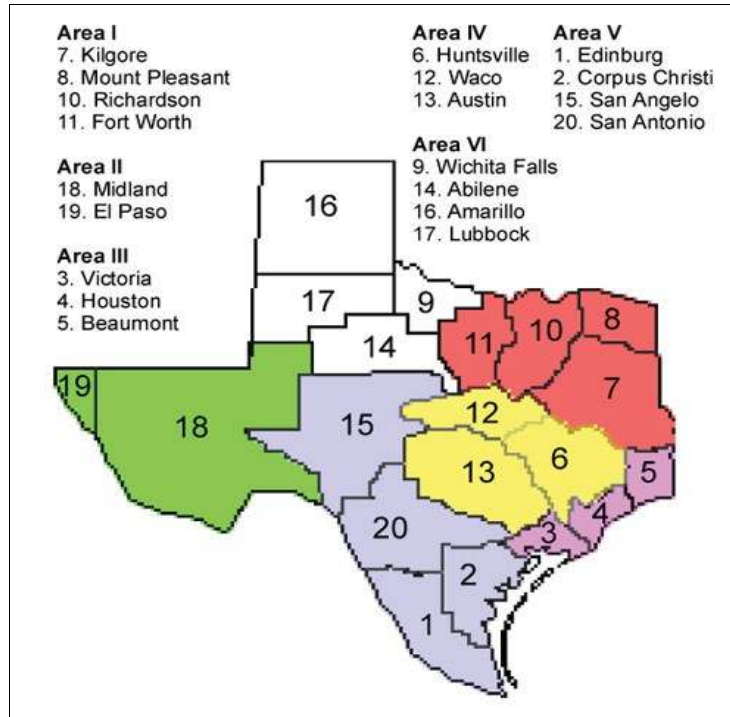 Area I
7. Kilgore
8. Mount Pleasant
10. Richardson
11. Fort Worth
Area II
18. Midland
19. El Paso
Area III
3. Victoria
4. Houston
5. Beaumont
Area IV
6. Huntsville
12. Waco
13. Austin
Area VI
9. Wichita Falls
14. Abilene
16. Amarillo
17. Lubbock
Area V
1. Edinburg
2. Corpus Christi
15. San Angelo
20. San Antonio
16
17
9
14
11
10
8
7
19
18
15
12
13
6
5
4
3
20
2
1